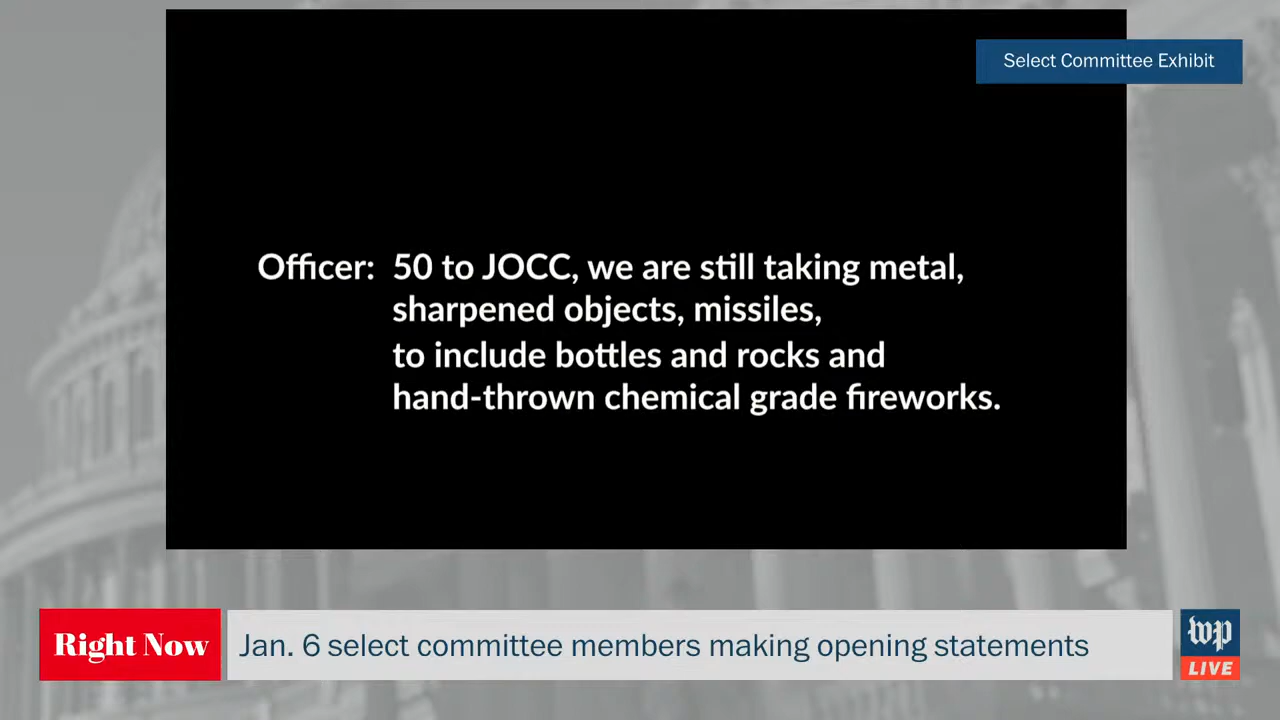 Select Committee Exhibit
Officer: 50 to JOCC, we are still taking metal,
sharpened objects, missiles,
to include bottles and rocks and
hand-thrown chemical grade fireworks.
Right Now
Jan. 6 select committee members making opening statements
wp
LIVE